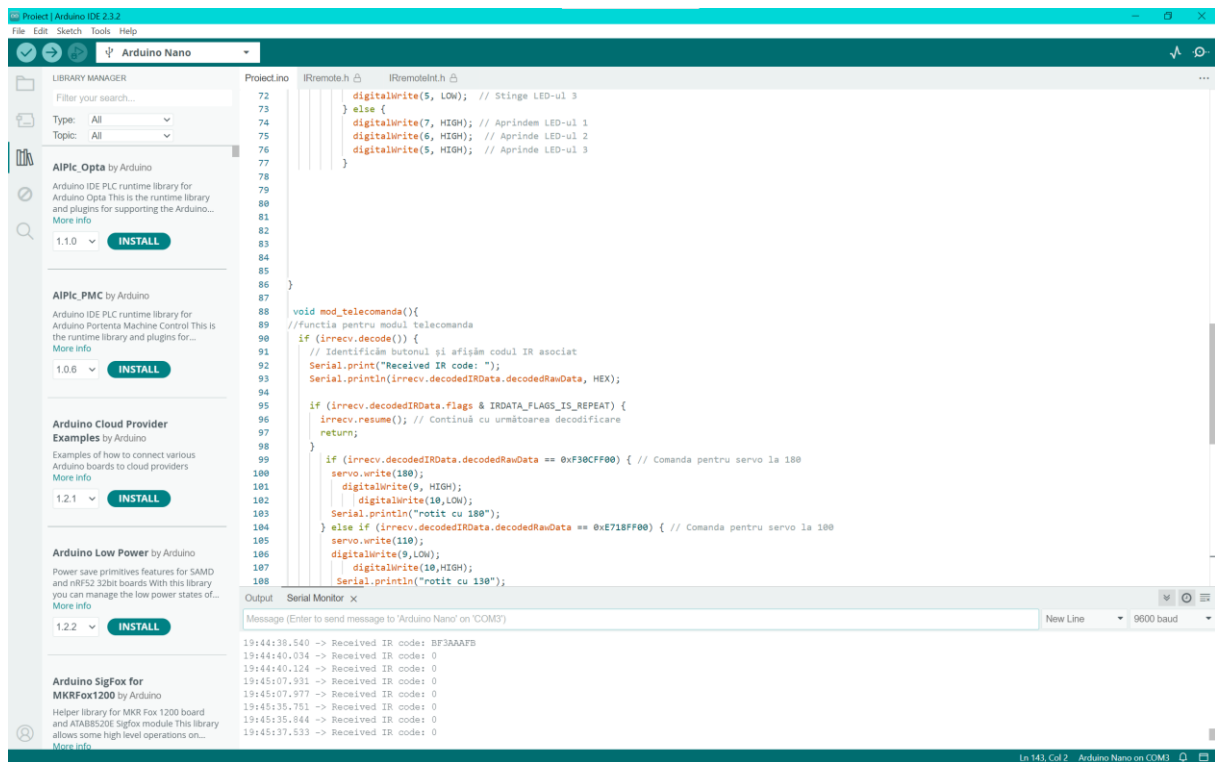 Proiect | Arduino IDE 2.3.2
File Edit Sketch Tools Help
Arduino Nano
LIBRARY MANAGER
Filter your search...
Type: All
Topic: All
AIPlc_Opta by Arduino
Arduino IDE PLC runtime library for
Arduino Opta This is the runtime library
and plugins for supporting the Arduino...
More info
1.1.0 INSTALL
AIPlc_PMC by Arduino
Arduino IDE PLC runtime library for
Arduino Portenta Machine Control This is
the runtime library and plugins for...
More info
1.0.6 INSTALL
Arduino Cloud Provider
Examples by Arduino
Examples of how to connect various
Arduino boards to cloud providers
More info
1.2.1 INSTALL
Arduino Low Power by Arduino
Power save primitives features for SAMD
and nRF52 32bit boards With this library
you can manage the low power states of...
More info
1.2.2 INSTALL
Arduino SigFox for
MKRFox1200 by Arduino
Helper library for MKR Fox 1200 board
and ATAB8520E Sigfox module This library
allows some high level operations on...
More info
Proiect.ino IRremote.h IRremoteInt.h
72 digitalWrite(5, LOW); // Stinge LED-ul 3
73 } else {
74 digitalWrite(7, HIGH); // Aprindem LED-ul 1
75 digitalWrite(6, HIGH); // Aprinde LED-ul 2
76 digitalWrite(5, HIGH); // Aprinde LED-ul 3
77 }
78
79
80
81
82
83
84
85
86 }
87
88 void mod_telecomanda(){
89 //functia pentru modul telecomanda
90 if (irrecv.decode()) {
91 // Identificăm butonul și afișăm codul IR asociat
92 Serial.print("Received IR code: ");
93 Serial.println(irrecv.decodedIRData.decodedRawData, HEX);
94
95 if (irrecv.decodedIRData.flags & IRDATA_FLAGS_IS_REPEAT) {
96 irrecv.resume(); // Continuă cu următoarea decodificare
97 return;
98 }
99 if (irrecv.decodedIRData.decodedRawData == 0xF30CFF00) { // Comanda pentru servo la 180
100 servo.write(180);
101 digitalWrite(9, HIGH);
102 digitalWrite(10,LOW);
103 Serial.println("rotit cu 180");
104 } else if (irrecv.decodedIRData.decodedRawData == 0xE718FF00) { // Comanda pentru servo la 100
105 servo.write(110);
106 digitalWrite(9,LOW);
107 digitalWrite(10,HIGH);
108 Serial.println("rotit cu 130");
Output Serial Monitor x
Message (Enter to send message to 'Arduino Nano' on 'COM3')
New Line 9600 baud
19:44:38.540 -> Received IR code: BF3AAAFB
19:44:40.034 -> Received IR code: 0
19:44:40.124 -> Received IR code: 0
19:45:07.931 -> Received IR code: 0
19:45:07.977 -> Received IR code: 0
19:45:35.751 -> Received IR code: 0
19:45:35.844 -> Received IR code: 0
19:45:37.533 -> Received IR code: 0
Ln 143, Col 2 Arduino Nano on COM3